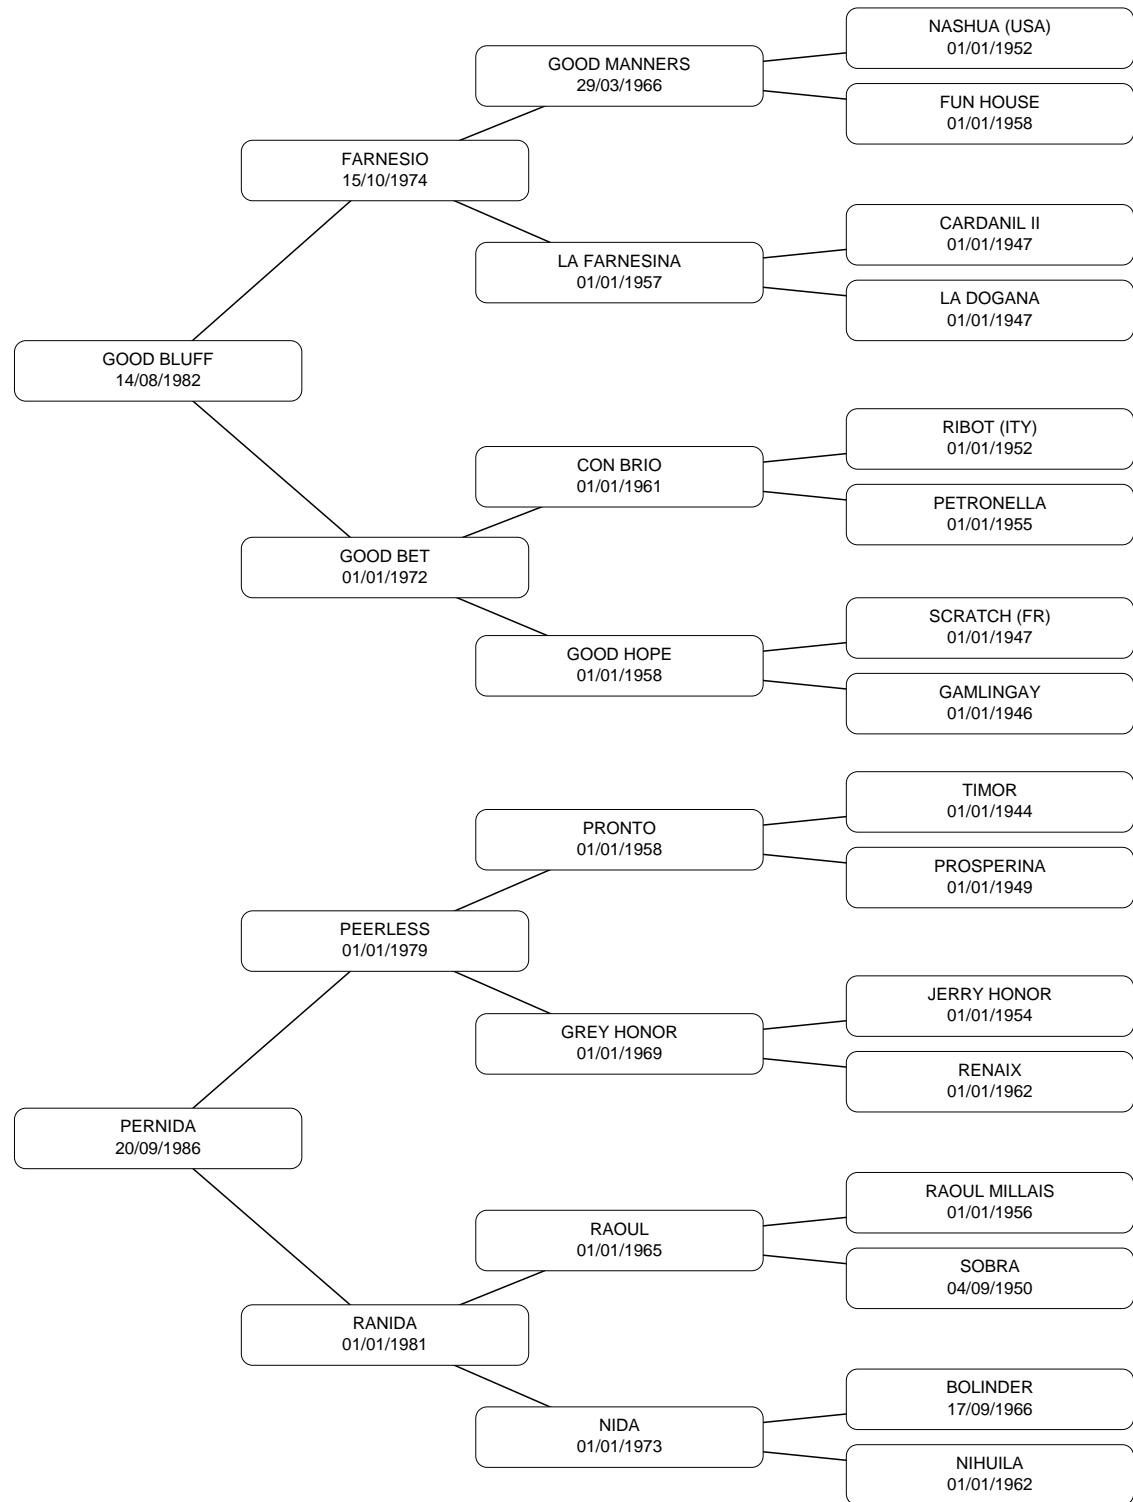 NASHUA (USA)
01/01/1952
GOOD MANNERS
29/03/1966
FUN HOUSE
01/01/1958
FARNESIO
15/10/1974
CARDANIL II
01/01/1947
LA FARNESINA
01/01/1957
LA DOGANA
01/01/1947
GOOD BLUFF
14/08/1982
RIBOT (ITY)
01/01/1952
CON BRIO
01/01/1961
PETRONELLA
01/01/1955
GOOD BET
01/01/1972
SCRATCH (FR)
01/01/1947
GOOD HOPE
01/01/1958
GAMLINGAY
01/01/1946
TIMOR
01/01/1944
PRONTO
01/01/1958
PROSPERINA
01/01/1949
PEERLESS
01/01/1979
JERRY HONOR
01/01/1954
GREY HONOR
01/01/1969
RENAIX
01/01/1962
PERNIDA
20/09/1986
RAOUL MILLAIS
01/01/1956
RAOUL
01/01/1965
SOBRA
04/09/1950
RANIDA
01/01/1981
BOLINDER
17/09/1966
NIDA
01/01/1973
NIHUILA
01/01/1962